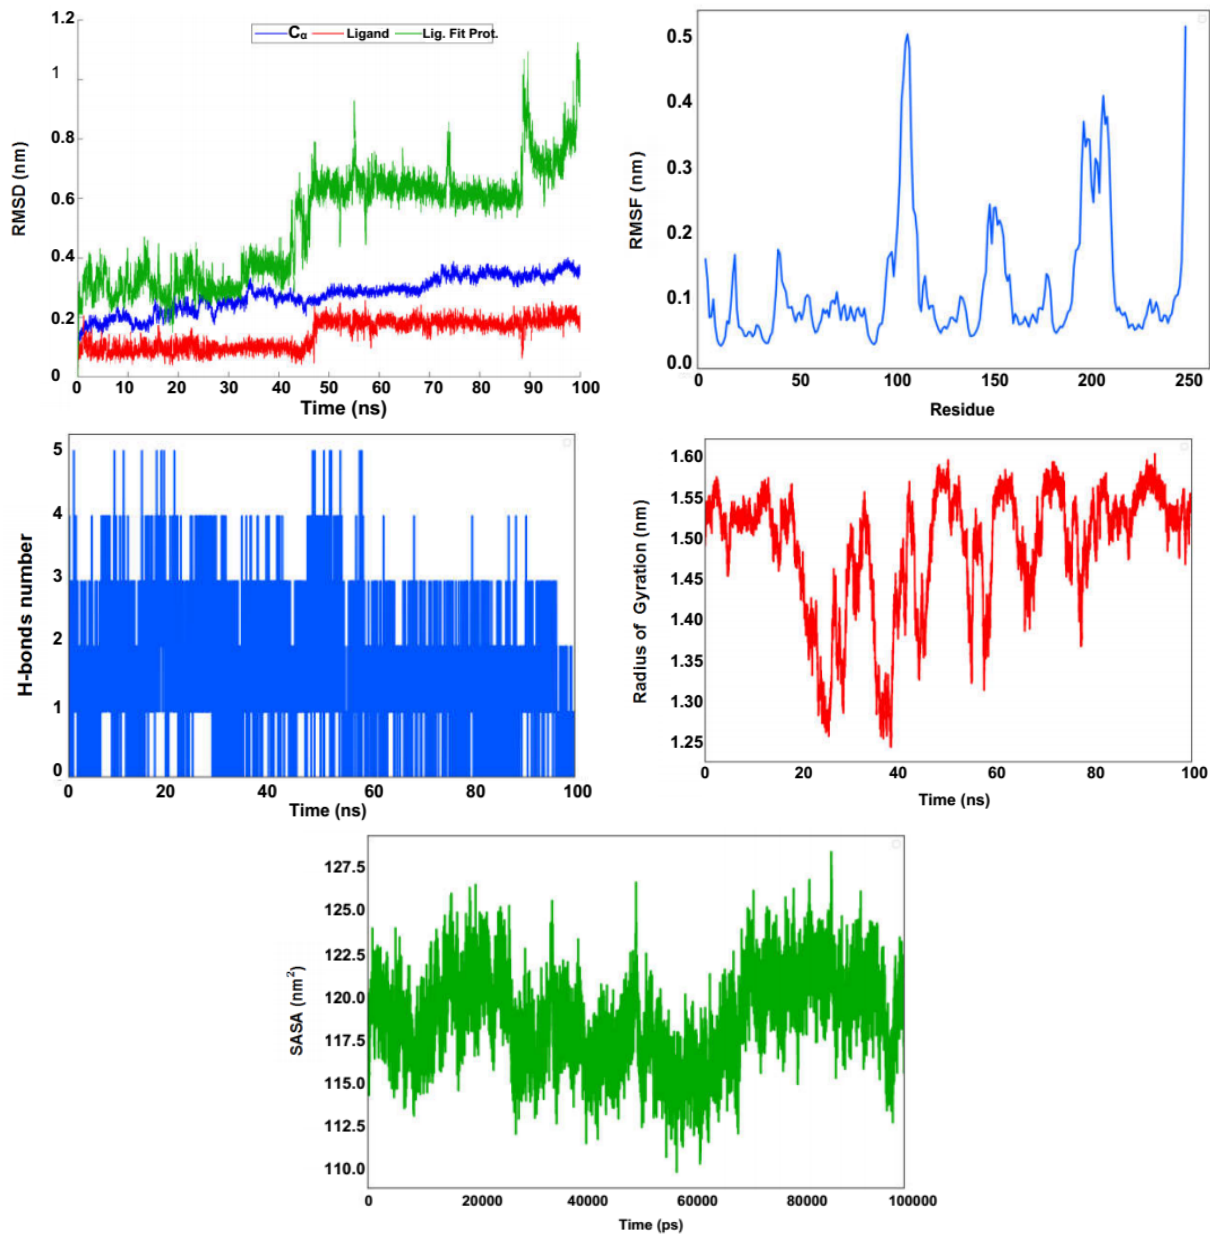 1.2
1
0.8
0.6
0.4
0.2
0
RMSD (nm)
Cα Ligand Lig. Fit Prot.
0 10 20 30 40 50 60 70 80 90 100
Time (ns)
0.5
0.4
0.3
0.2
0.1
0.0
RMSF (nm)
0 50 100 150 200 250
Residue
5
4
3
2
1
0
H-bonds number
0 20 40 60 80 100
Time (ns)
1.60
1.55
1.50
1.45
1.40
1.35
1.30
1.25
Radius of Gyration (nm)
0 20 40 60 80 100
Time (ns)
127.5
125.0
122.5
120.0
117.5
115.0
112.5
110.0
SASA (nm²)
0 20000 40000 60000 80000 100000
Time (ps)